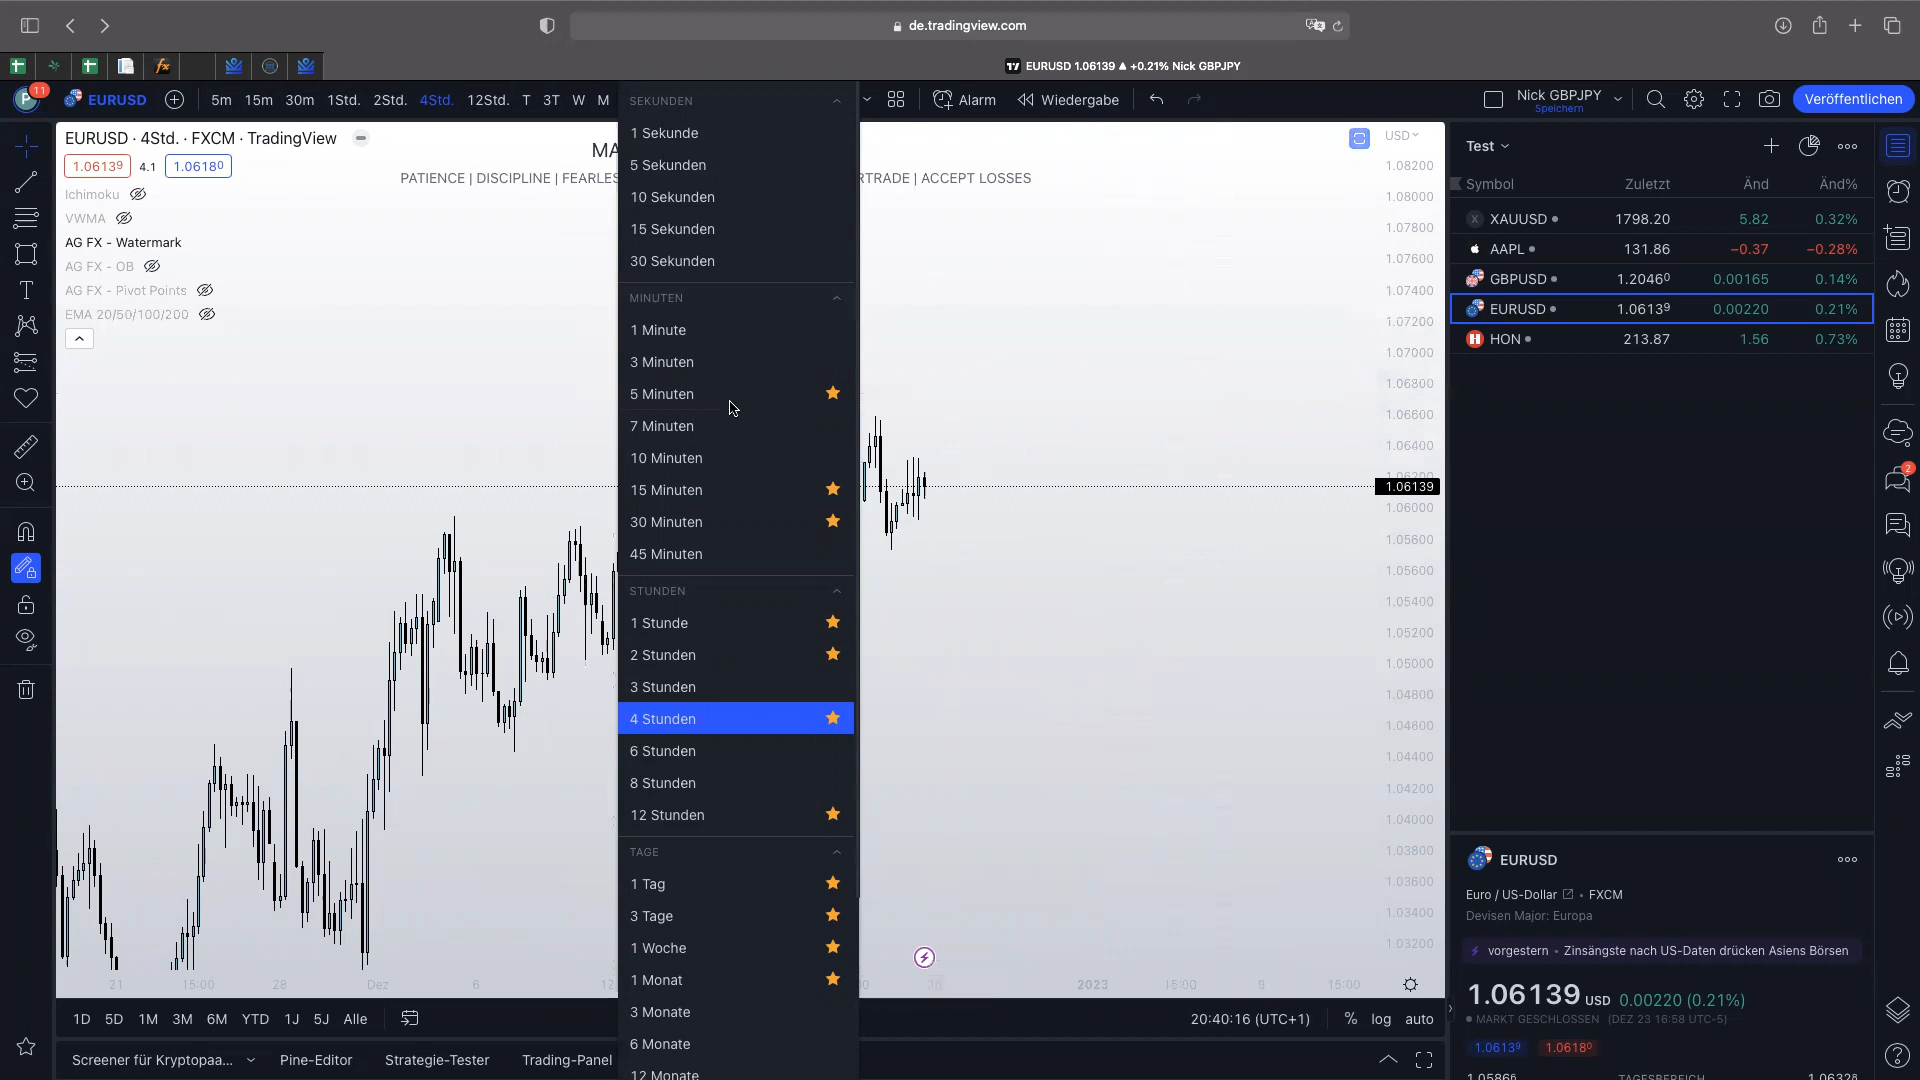 de.tradingview.com
EURUSD 1.06139 ▲ +0.21% Nick GBPJPY
P
11
EURUSD
5m 15m 30m 1Std. 2Std. 4Std. 12Std. T 3T W M
Alarm
Wiedergabe
Nick GBPJPY
Speichern
Veröffentlichen
EURUSD · 4Std. · FXCM · TradingView
1.06139
4.1
1.06180
Ichimoku
VWMA
AG FX - Watermark
AG FX - OB
AG FX - Pivot Points
EMA 20/50/100/200
MA
PATIENCE | DISCIPLINE | FEARLES
RTRADE | ACCEPT LOSSES
SEKUNDEN
1 Sekunde
5 Sekunden
10 Sekunden
15 Sekunden
30 Sekunden
MINUTEN
1 Minute
3 Minuten
5 Minuten
7 Minuten
10 Minuten
15 Minuten
30 Minuten
45 Minuten
STUNDEN
1 Stunde
2 Stunden
3 Stunden
4 Stunden
6 Stunden
8 Stunden
12 Stunden
TAGE
1 Tag
3 Tage
1 Woche
1 Monat
3 Monate
6 Monate
12 Monate
USD
1.08200
1.08000
1.07800
1.07600
1.07400
1.07200
1.07000
1.06800
1.06600
1.06400
1.06139
1.06000
1.05600
1.05600
1.05400
1.05200
1.05000
1.04800
1.04600
1.04400
1.04200
1.04000
1.03800
1.03600
1.03400
1.03200
21 15:00 28 Dez 6 12 2023 15:00 9 15:00
1D 5D 1M 3M 6M YTD 1J 5J Alle
20:40:16 (UTC+1)
% log auto
Screener für Kryptopaa...
Pine-Editor
Strategie-Tester
Trading-Panel
Test
Symbol Zuletzt Änd Änd%
XAUUSD 1798.20 5.82 0.32%
AAPL 131.86 −0.37 −0.28%
GBPUSD 1.20460 0.00165 0.14%
EURUSD 1.06139 0.00220 0.21%
HON 213.87 1.56 0.73%
2
EURUSD
Euro / US-Dollar • FXCM
Devisen Major: Europa
vorgestern • Zinsängste nach US-Daten drücken Asiens Börsen
1.06139 USD 0.00220 (0.21%)
MARKT GESCHLOSSEN (DEZ 23 16:58 UTC-5)
1.06139
1.06180
1.05866 TAGESBEREICH 1.06328